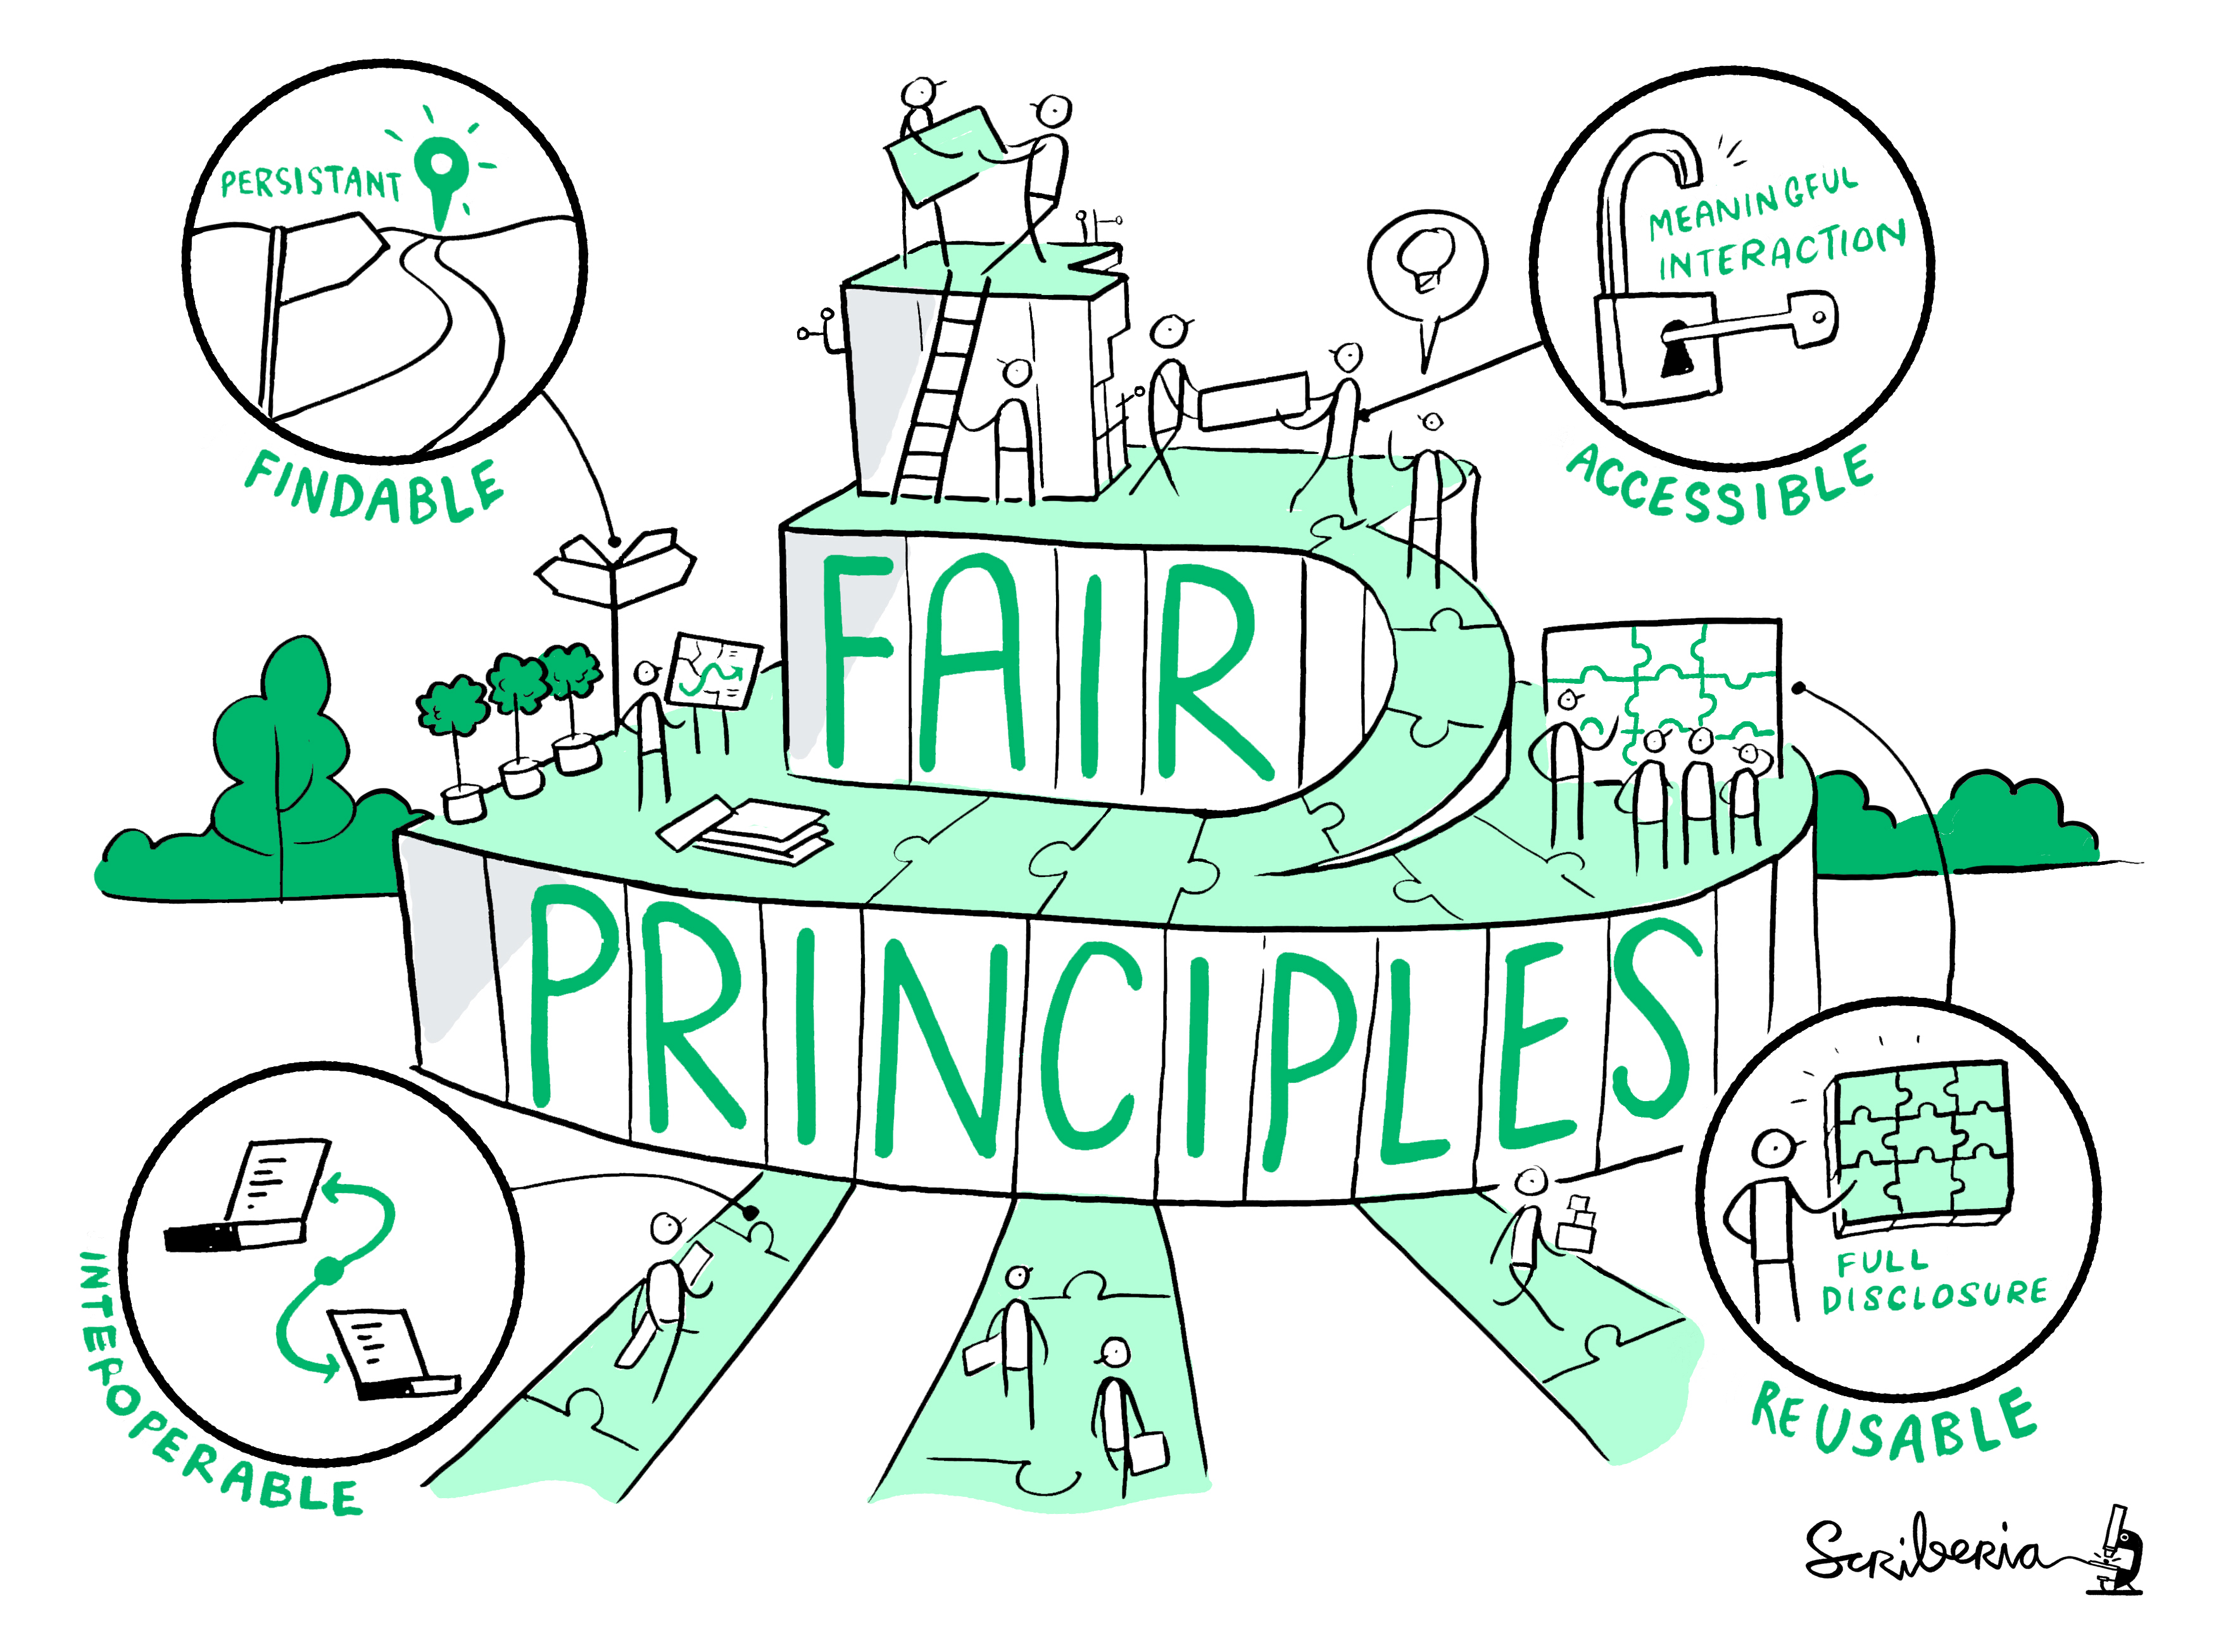 PERSISTANT
FINDABLE
MEANINGFUL
INTERACTION
ACCESSIBLE
FAIR
PRINCIPLES
INTEROPERABLE
FULL
DISCLOSURE
REUSABLE
Scriberia